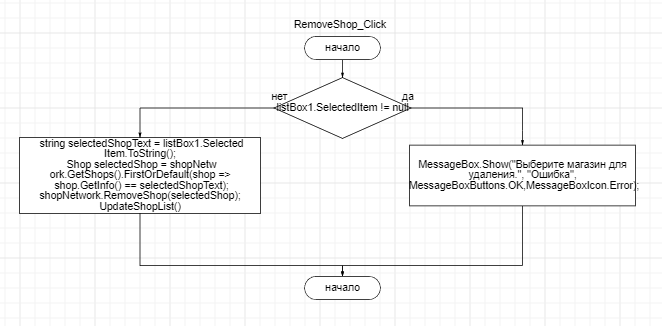 RemoveShop_Click
начало
нет
да
listBox1.SelectedItem != null
string selectedShopText = listBox1.Selected
Item.ToString();
Shop selectedShop = shopNetw
ork.GetShops().FirstOrDefault(shop =>
shop.GetInfo() == selectedShopText);
shopNetwork.RemoveShop(selectedShop);
UpdateShopList()
MessageBox.Show("Выберите магазин для
удаления.", "Ошибка",
MessageBoxButtons.OK,MessageBoxIcon.Error);
начало